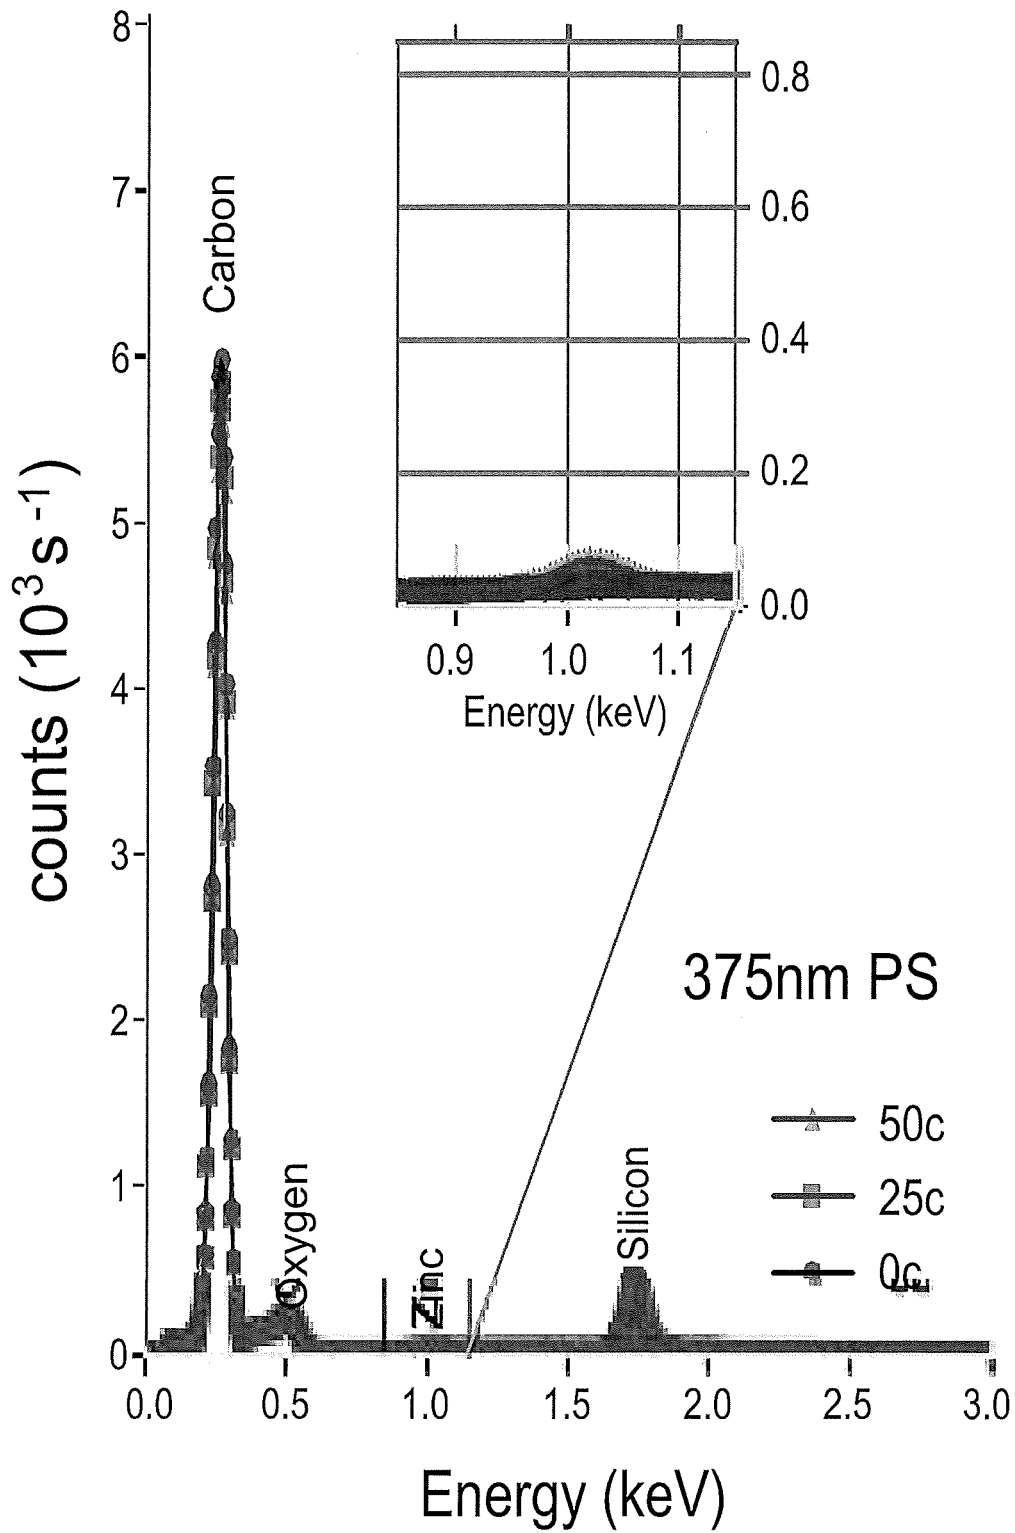 8
7
6
5
4
3
2
1
0
counts (10³s⁻¹)
Carbon
Oxygen
Zinc
Silicon
0.8
0.6
0.4
0.2
0.0
0.9 1.0 1.1
Energy (keV)
375nm PS
50c
25c
0c
0.0 0.5 1.0 1.5 2.0 2.5 3.0
Energy (keV)